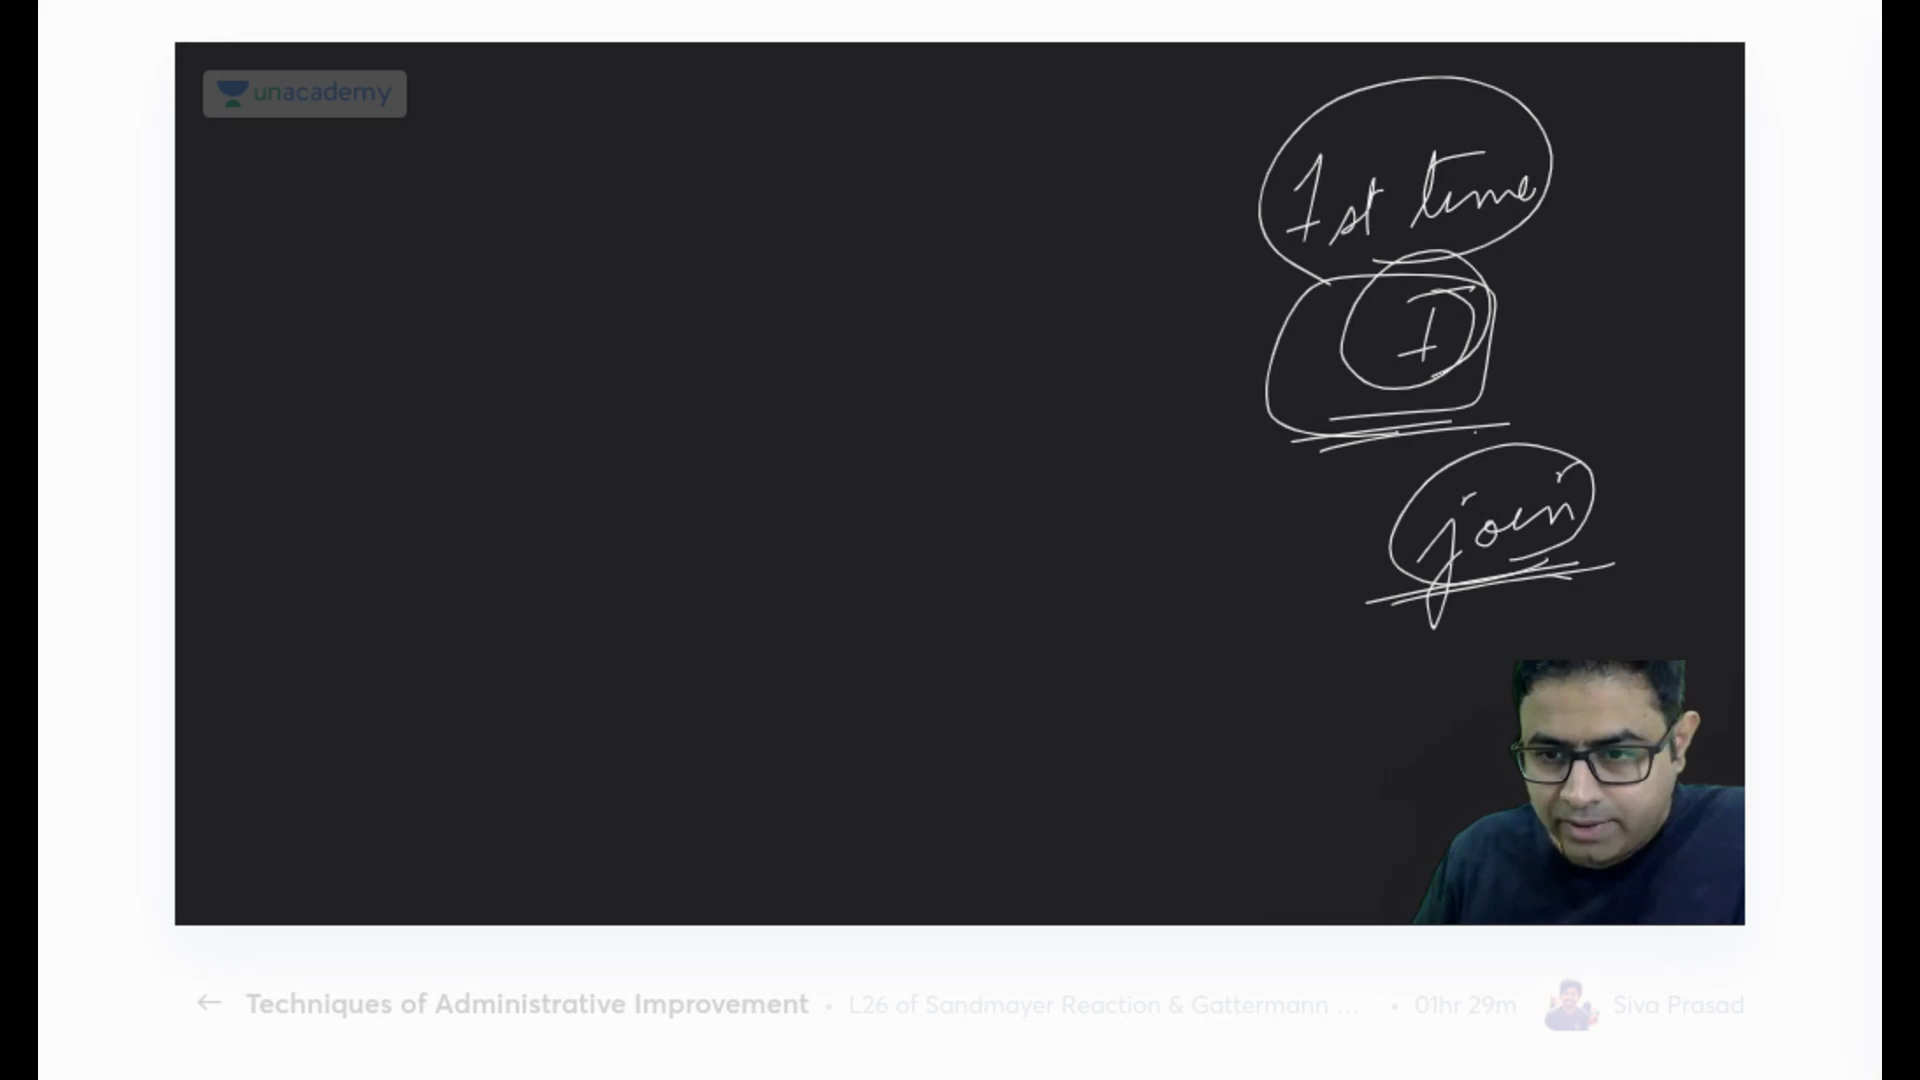 unacademy
1st time
I
join
← Techniques of Administrative Improvement • L26 of Sandmayer Reaction & Gattermann ... • 01hr 29m Siva Prasad